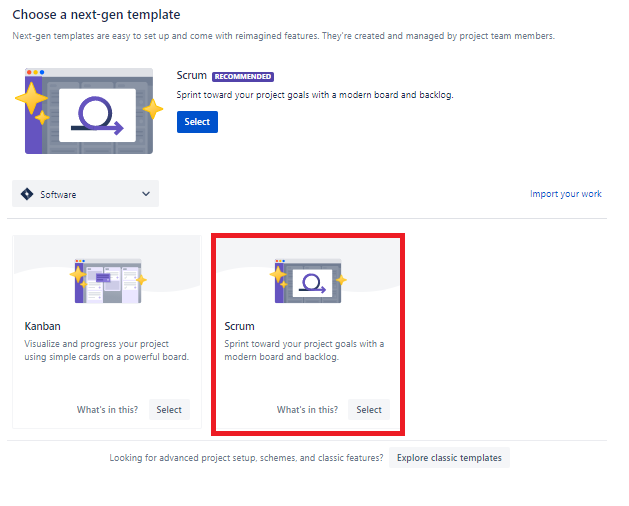 Choose a next-gen template
Next-gen templates are easy to set up and come with reimagined features. They're created and managed by project team members.
Scrum RECOMMENDED
Sprint toward your project goals with a modern board and backlog.
Select
Software
Import your work
Kanban
Visualize and progress your project
using simple cards on a powerful board.
What's in this? Select
Scrum
Sprint toward your project goals with a
modern board and backlog.
What's in this? Select
Looking for advanced project setup, schemes, and classic features? Explore classic templates